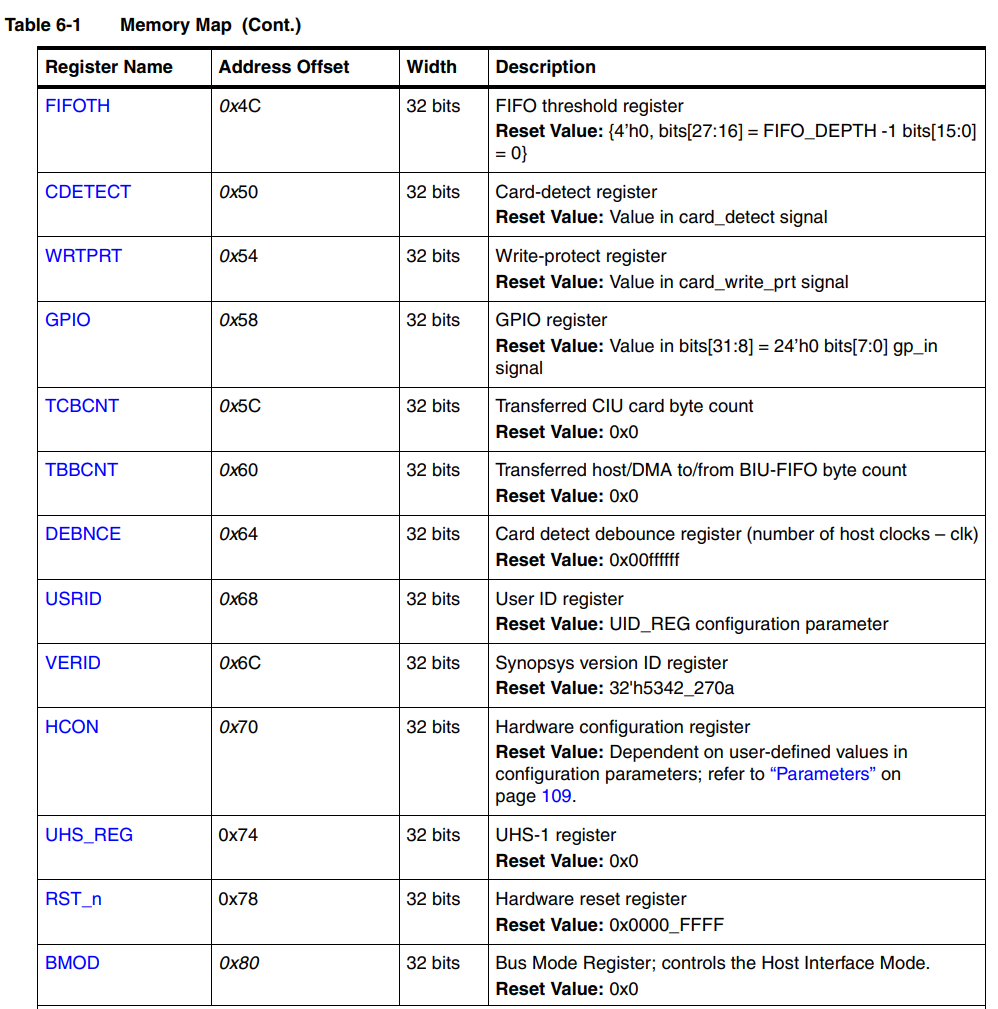 Table 6-1 Memory Map (Cont.)
Register Name Address Offset Width Description
FIFOTH 0x4C 32 bits FIFO threshold register
Reset Value: {4’h0, bits[27:16] = FIFO_DEPTH -1 bits[15:0]
= 0}
CDETECT 0x50 32 bits Card-detect register
Reset Value: Value in card_detect signal
WRTPRT 0x54 32 bits Write-protect register
Reset Value: Value in card_write_prt signal
GPIO 0x58 32 bits GPIO register
Reset Value: Value in bits[31:8] = 24’h0 bits[7:0] gp_in
signal
TCBCNT 0x5C 32 bits Transferred CIU card byte count
Reset Value: 0x0
TBBCNT 0x60 32 bits Transferred host/DMA to/from BIU-FIFO byte count
Reset Value: 0x0
DEBNCE 0x64 32 bits Card detect debounce register (number of host clocks – clk)
Reset Value: 0x00ffffff
USRID 0x68 32 bits User ID register
Reset Value: UID_REG configuration parameter
VERID 0x6C 32 bits Synopsys version ID register
Reset Value: 32'h5342_270a
HCON 0x70 32 bits Hardware configuration register
Reset Value: Dependent on user-defined values in
configuration parameters; refer to “Parameters” on
page 109.
UHS_REG 0x74 32 bits UHS-1 register
Reset Value: 0x0
RST_n 0x78 32 bits Hardware reset register
Reset Value: 0x0000_FFFF
BMOD 0x80 32 bits Bus Mode Register; controls the Host Interface Mode.
Reset Value: 0x0